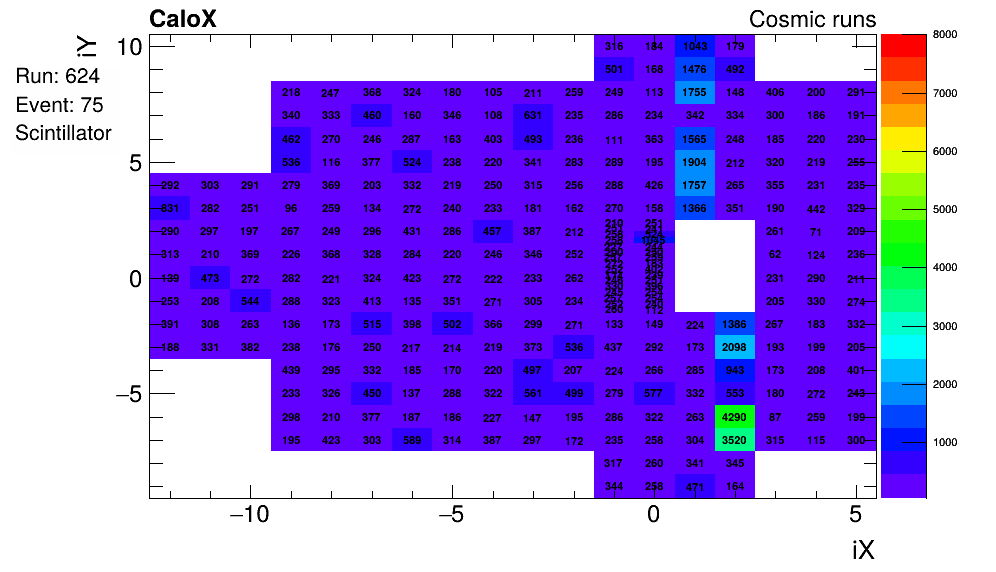 CaloX Cosmic runs
iY
Run: 624
Event: 75
Scintillator
10 316 184 1043 179 8000
501 168 1476 492
218 247 366 324 180 105 211 259 249 113 1755 148 406 200 291 7000
340 333 460 160 346 108 631 235 286 234 342 334 300 186 191
462 270 246 287 163 403 493 236 111 363 1565 248 185 220 230 6000
5 536 116 377 524 238 220 341 283 289 195 1904 212 320 219 255
292 303 291 279 369 203 332 219 250 315 256 288 426 1757 265 355 231 235 5000
631 262 251 96 259 134 272 240 233 181 162 270 158 1366 351 190 442 329
290 297 197 267 249 296 431 286 457 387 212 210 251 261 71 209
313 210 369 226 368 328 284 220 246 346 252 62 124 236 4000
0 139 473 272 282 221 324 423 272 222 233 262 231 290 211
253 208 544 288 323 413 135 351 271 305 234 260 112 205 330 274
391 308 263 136 173 515 398 502 366 299 271 133 149 224 1386 267 183 332 3000
188 331 382 238 176 250 217 214 219 373 536 437 292 173 2098 193 199 205
439 295 332 185 170 220 497 207 224 266 285 943 173 208 401 2000
−5 233 326 450 137 288 322 561 499 279 577 332 553 180 272 243
298 210 377 187 186 227 147 195 286 322 263 4290 87 259 199
195 423 303 589 314 387 297 172 235 258 304 3520 315 115 300 1000
317 260 341 345
344 258 471 164
−10 −5 0 5
iX